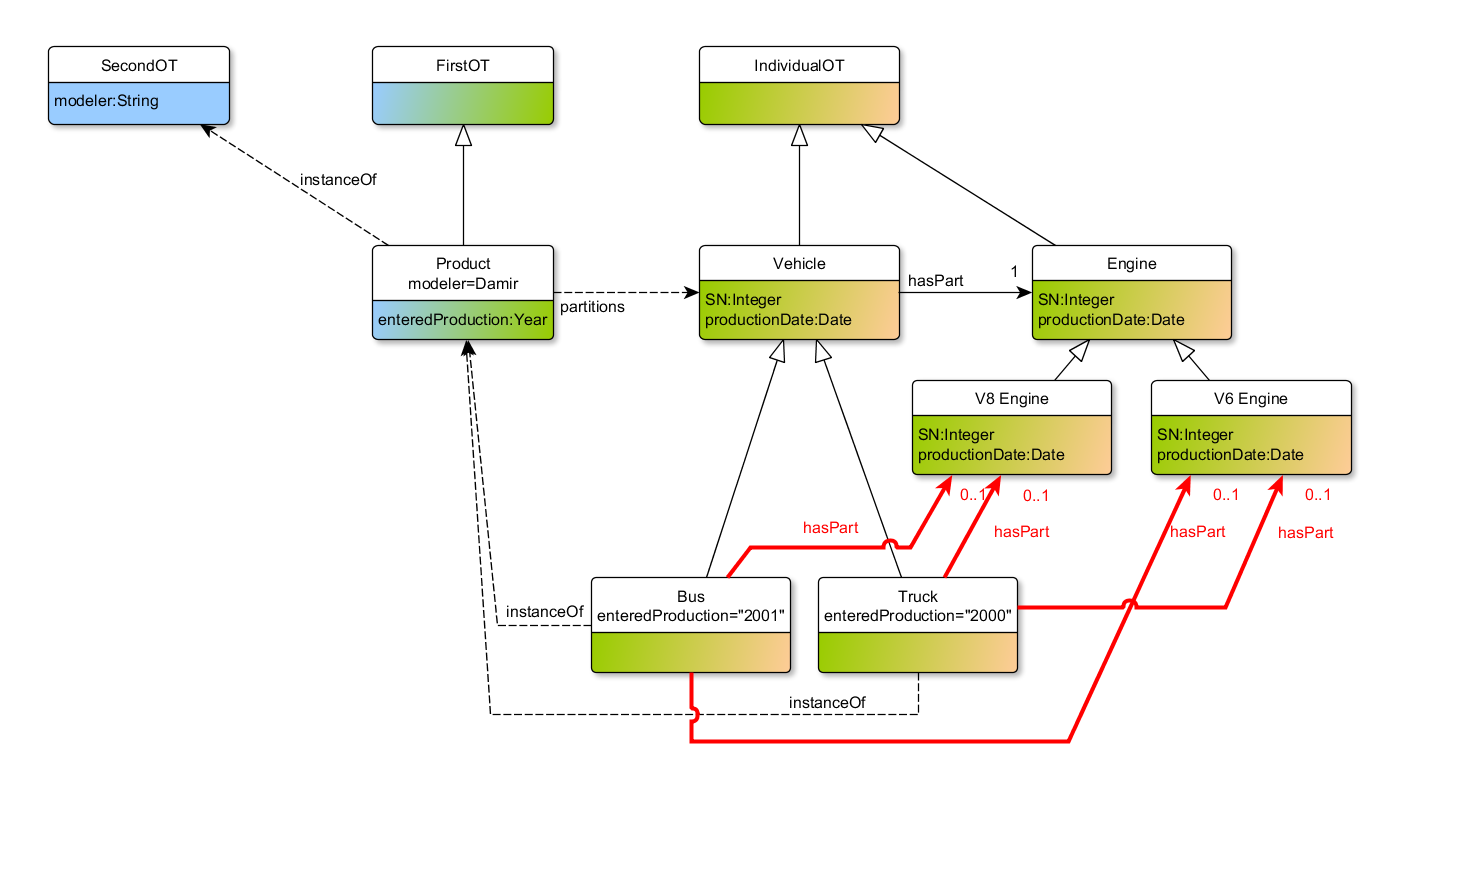 SecondOT
modeler:String
FirstOT
IndividualOT
instanceOf
Product
modeler=Damir
enteredProduction:Year
partitions
Vehicle
SN:Integer
productionDate:Date
hasPart
1
Engine
SN:Integer
productionDate:Date
V8 Engine
SN:Integer
productionDate:Date
V6 Engine
SN:Integer
productionDate:Date
0..1
0..1
0..1
0..1
hasPart
hasPart
hasPart
hasPart
instanceOf
Bus
enteredProduction="2001"
Truck
enteredProduction="2000"
instanceOf